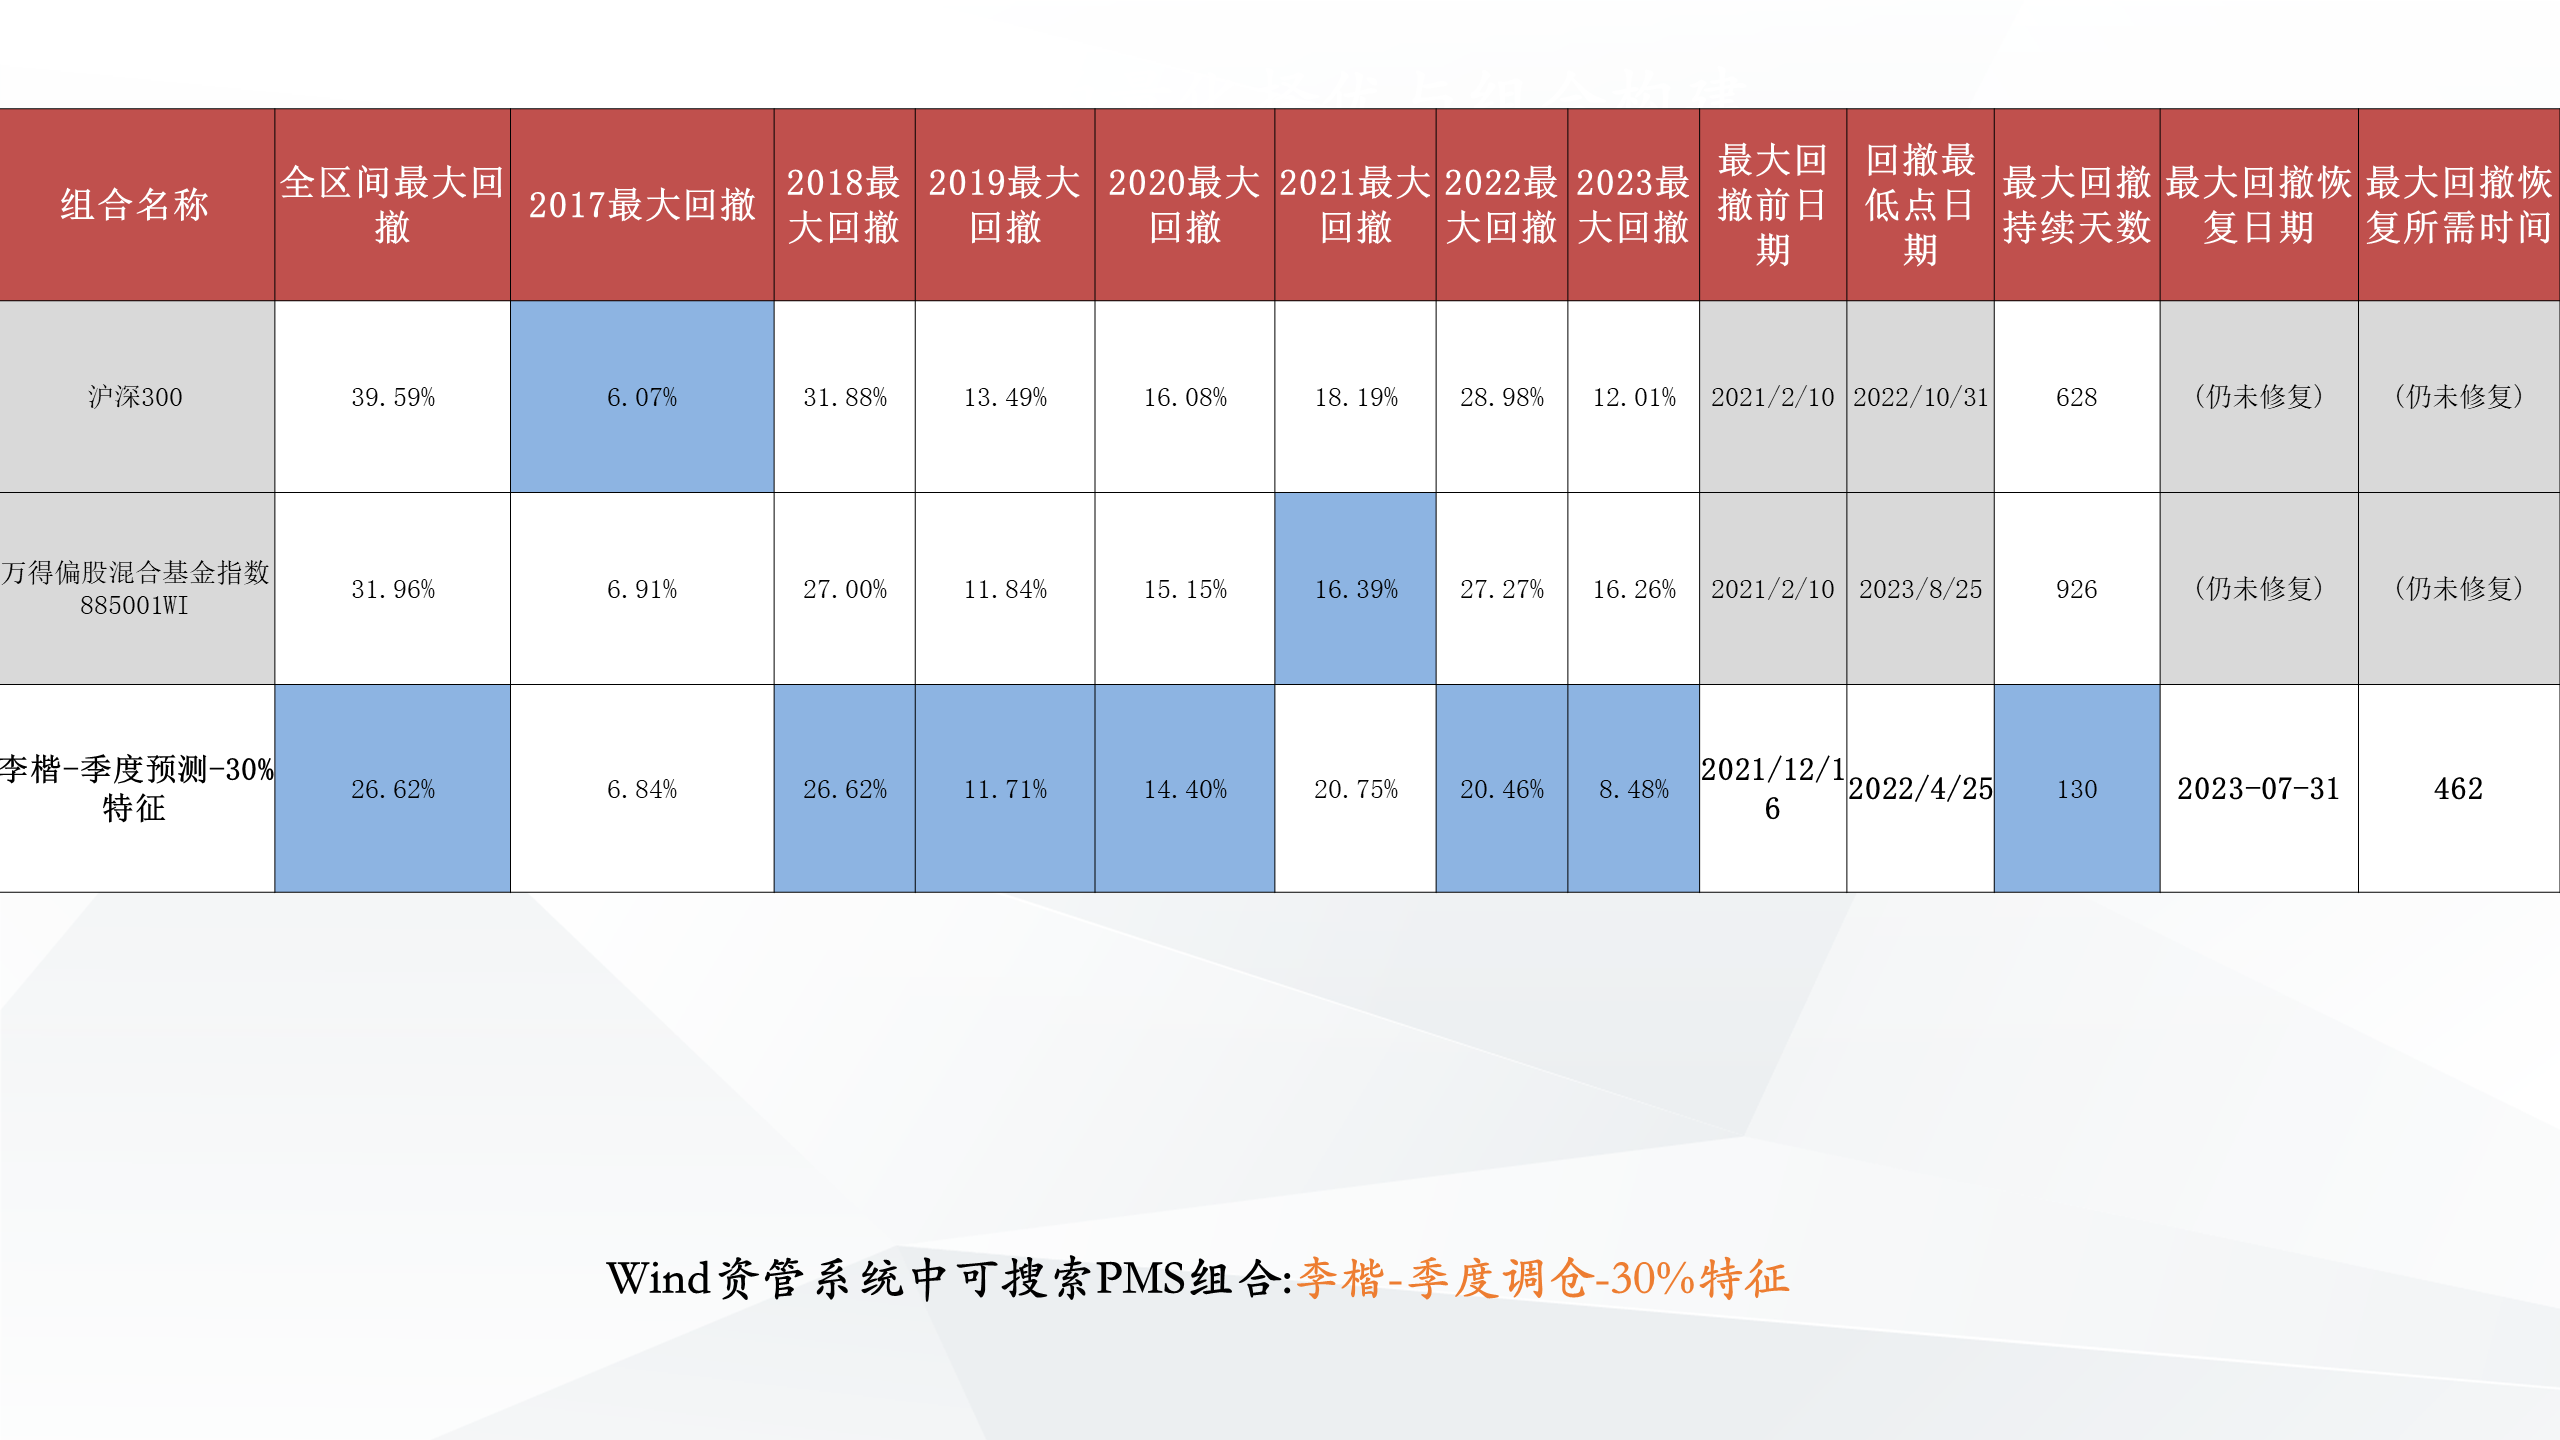 组合名称 全区间最大回撤 2017最大回撤 2018最大回撤 2019最大回撤 2020最大回撤 2021最大回撤 2022最大回撤 2023最大回撤 最大回撤前日期 回撤最低点日期 最大回撤持续天数 最大回撤恢复日期 最大回撤恢复所需时间
沪深300 39.59% 6.07% 31.88% 13.49% 16.08% 18.19% 28.98% 12.01% 2021/2/10 2022/10/31 628 (仍未修复) (仍未修复)
万得偏股混合基金指数885001WI 31.96% 6.91% 27.00% 11.84% 15.15% 16.39% 27.27% 16.26% 2021/2/10 2023/8/25 926 (仍未修复) (仍未修复)
李楷-季度预测-30%特征 26.62% 6.84% 26.62% 11.71% 14.40% 20.75% 20.46% 8.48% 2021/12/16 2022/4/25 130 2023-07-31 462
Wind资管系统中可搜索PMS组合:李楷-季度调仓-30%特征